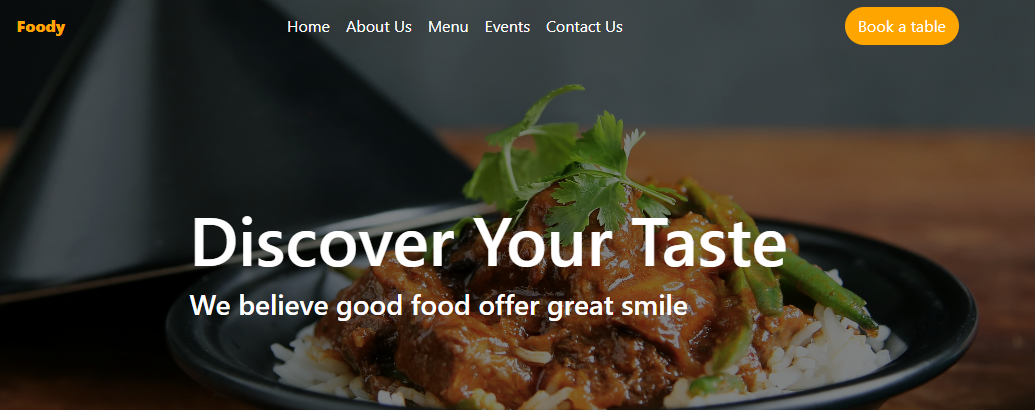 Foody
Home About Us Menu Events Contact Us
Book a table
Discover Your Taste
We believe good food offer great smile